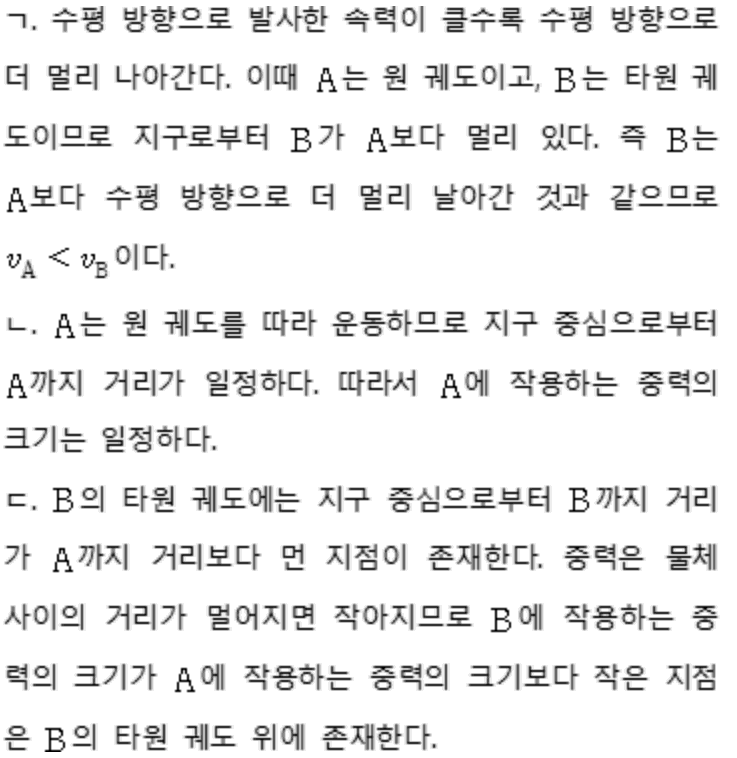 ㄱ. 수평 방향으로 발사한 속력이 클수록 수평 방향으로
더 멀리 나아간다. 이때 A는 원 궤도이고, B는 타원 궤
도이므로 지구로부터 B가 A보다 멀리 있다. 즉 B는
A보다 수평 방향으로 더 멀리 날아간 것과 같으므로
v_A < v_B이다.
ㄴ. A는 원 궤도를 따라 운동하므로 지구 중심으로부터
A까지 거리가 일정하다. 따라서 A에 작용하는 중력의
크기는 일정하다.
ㄷ. B의 타원 궤도에는 지구 중심으로부터 B까지 거리
가 A까지 거리보다 먼 지점이 존재한다. 중력은 물체
사이의 거리가 멀어지면 작아지므로 B에 작용하는 중
력의 크기가 A에 작용하는 중력의 크기보다 작은 지점
은 B의 타원 궤도 위에 존재한다.